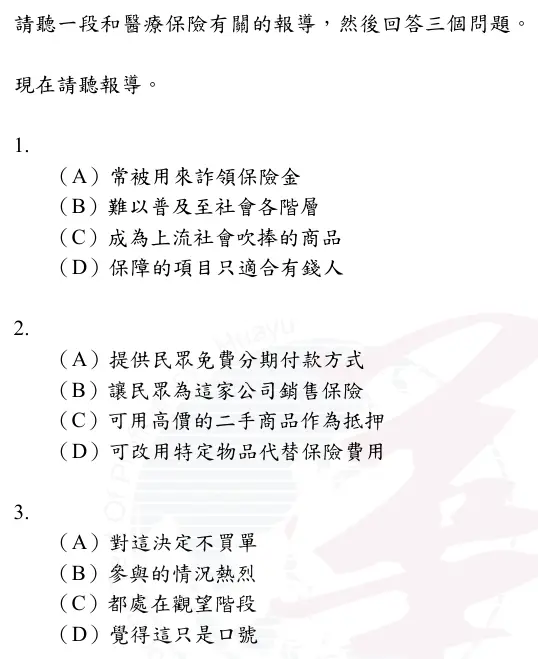 請聽一段和醫療保險有關的報導，然後回答三個問題。
現在請聽報導。
1.
（A）常被用來詐領保險金
（B）難以普及至社會各階層
（C）成為上流社會吹捧的商品
（D）保障的項目只適合有錢人
2.
（A）提供民眾免費分期付款方式
（B）讓民眾為這家公司銷售保險
（C）可用高價的二手商品作為抵押
（D）可改用特定物品代替保險費用
3.
（A）對這決定不買單
（B）參與的情況熱烈
（C）都處在觀望階段
（D）覺得這只是口號